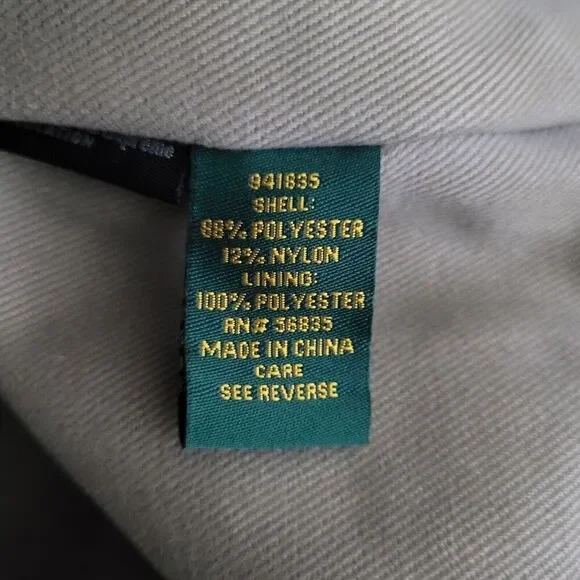 941835
SHELL:
88% POLYESTER
12% NYLON
LINING:
100% POLYESTER
RN# 56835
MADE IN CHINA
CARE
SEE REVERSE